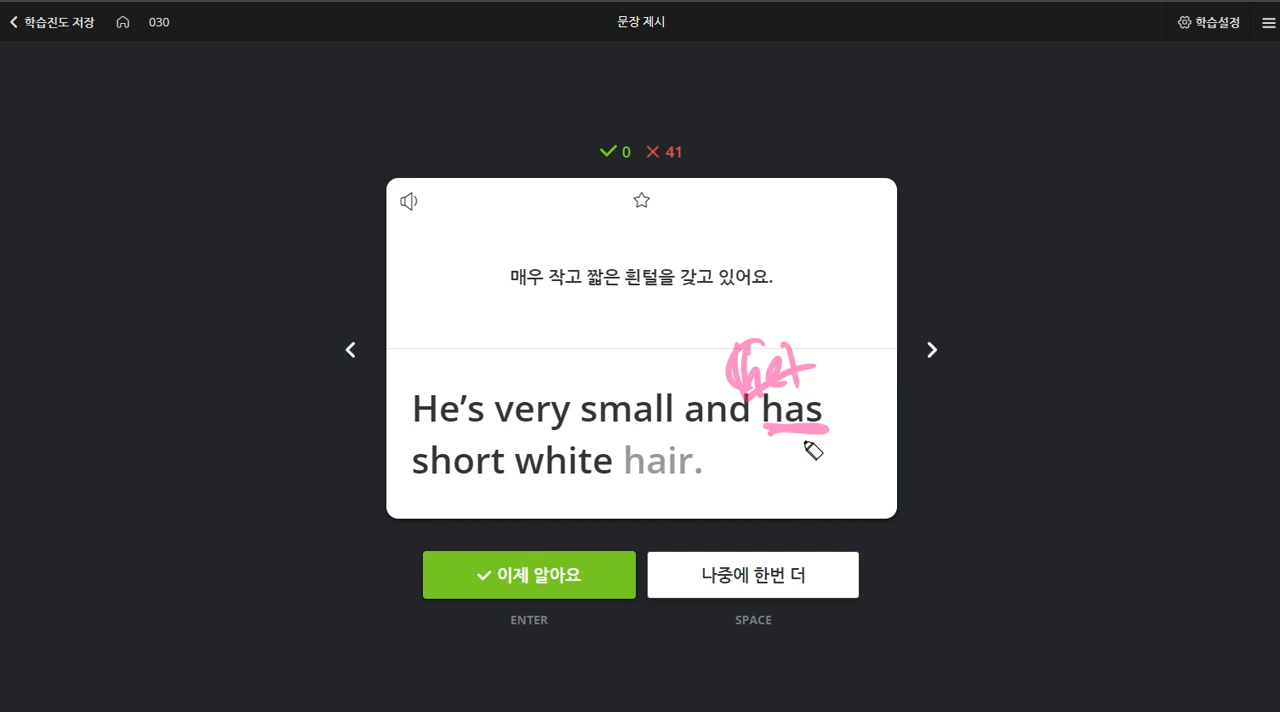 학습진도 저장 030 문장 제시 학습설정
0 41
매우 작고 짧은 흰털을 갖고 있어요.
He’s very small and has
short white hair.
이제 알아요 나중에 한번 더
ENTER SPACE